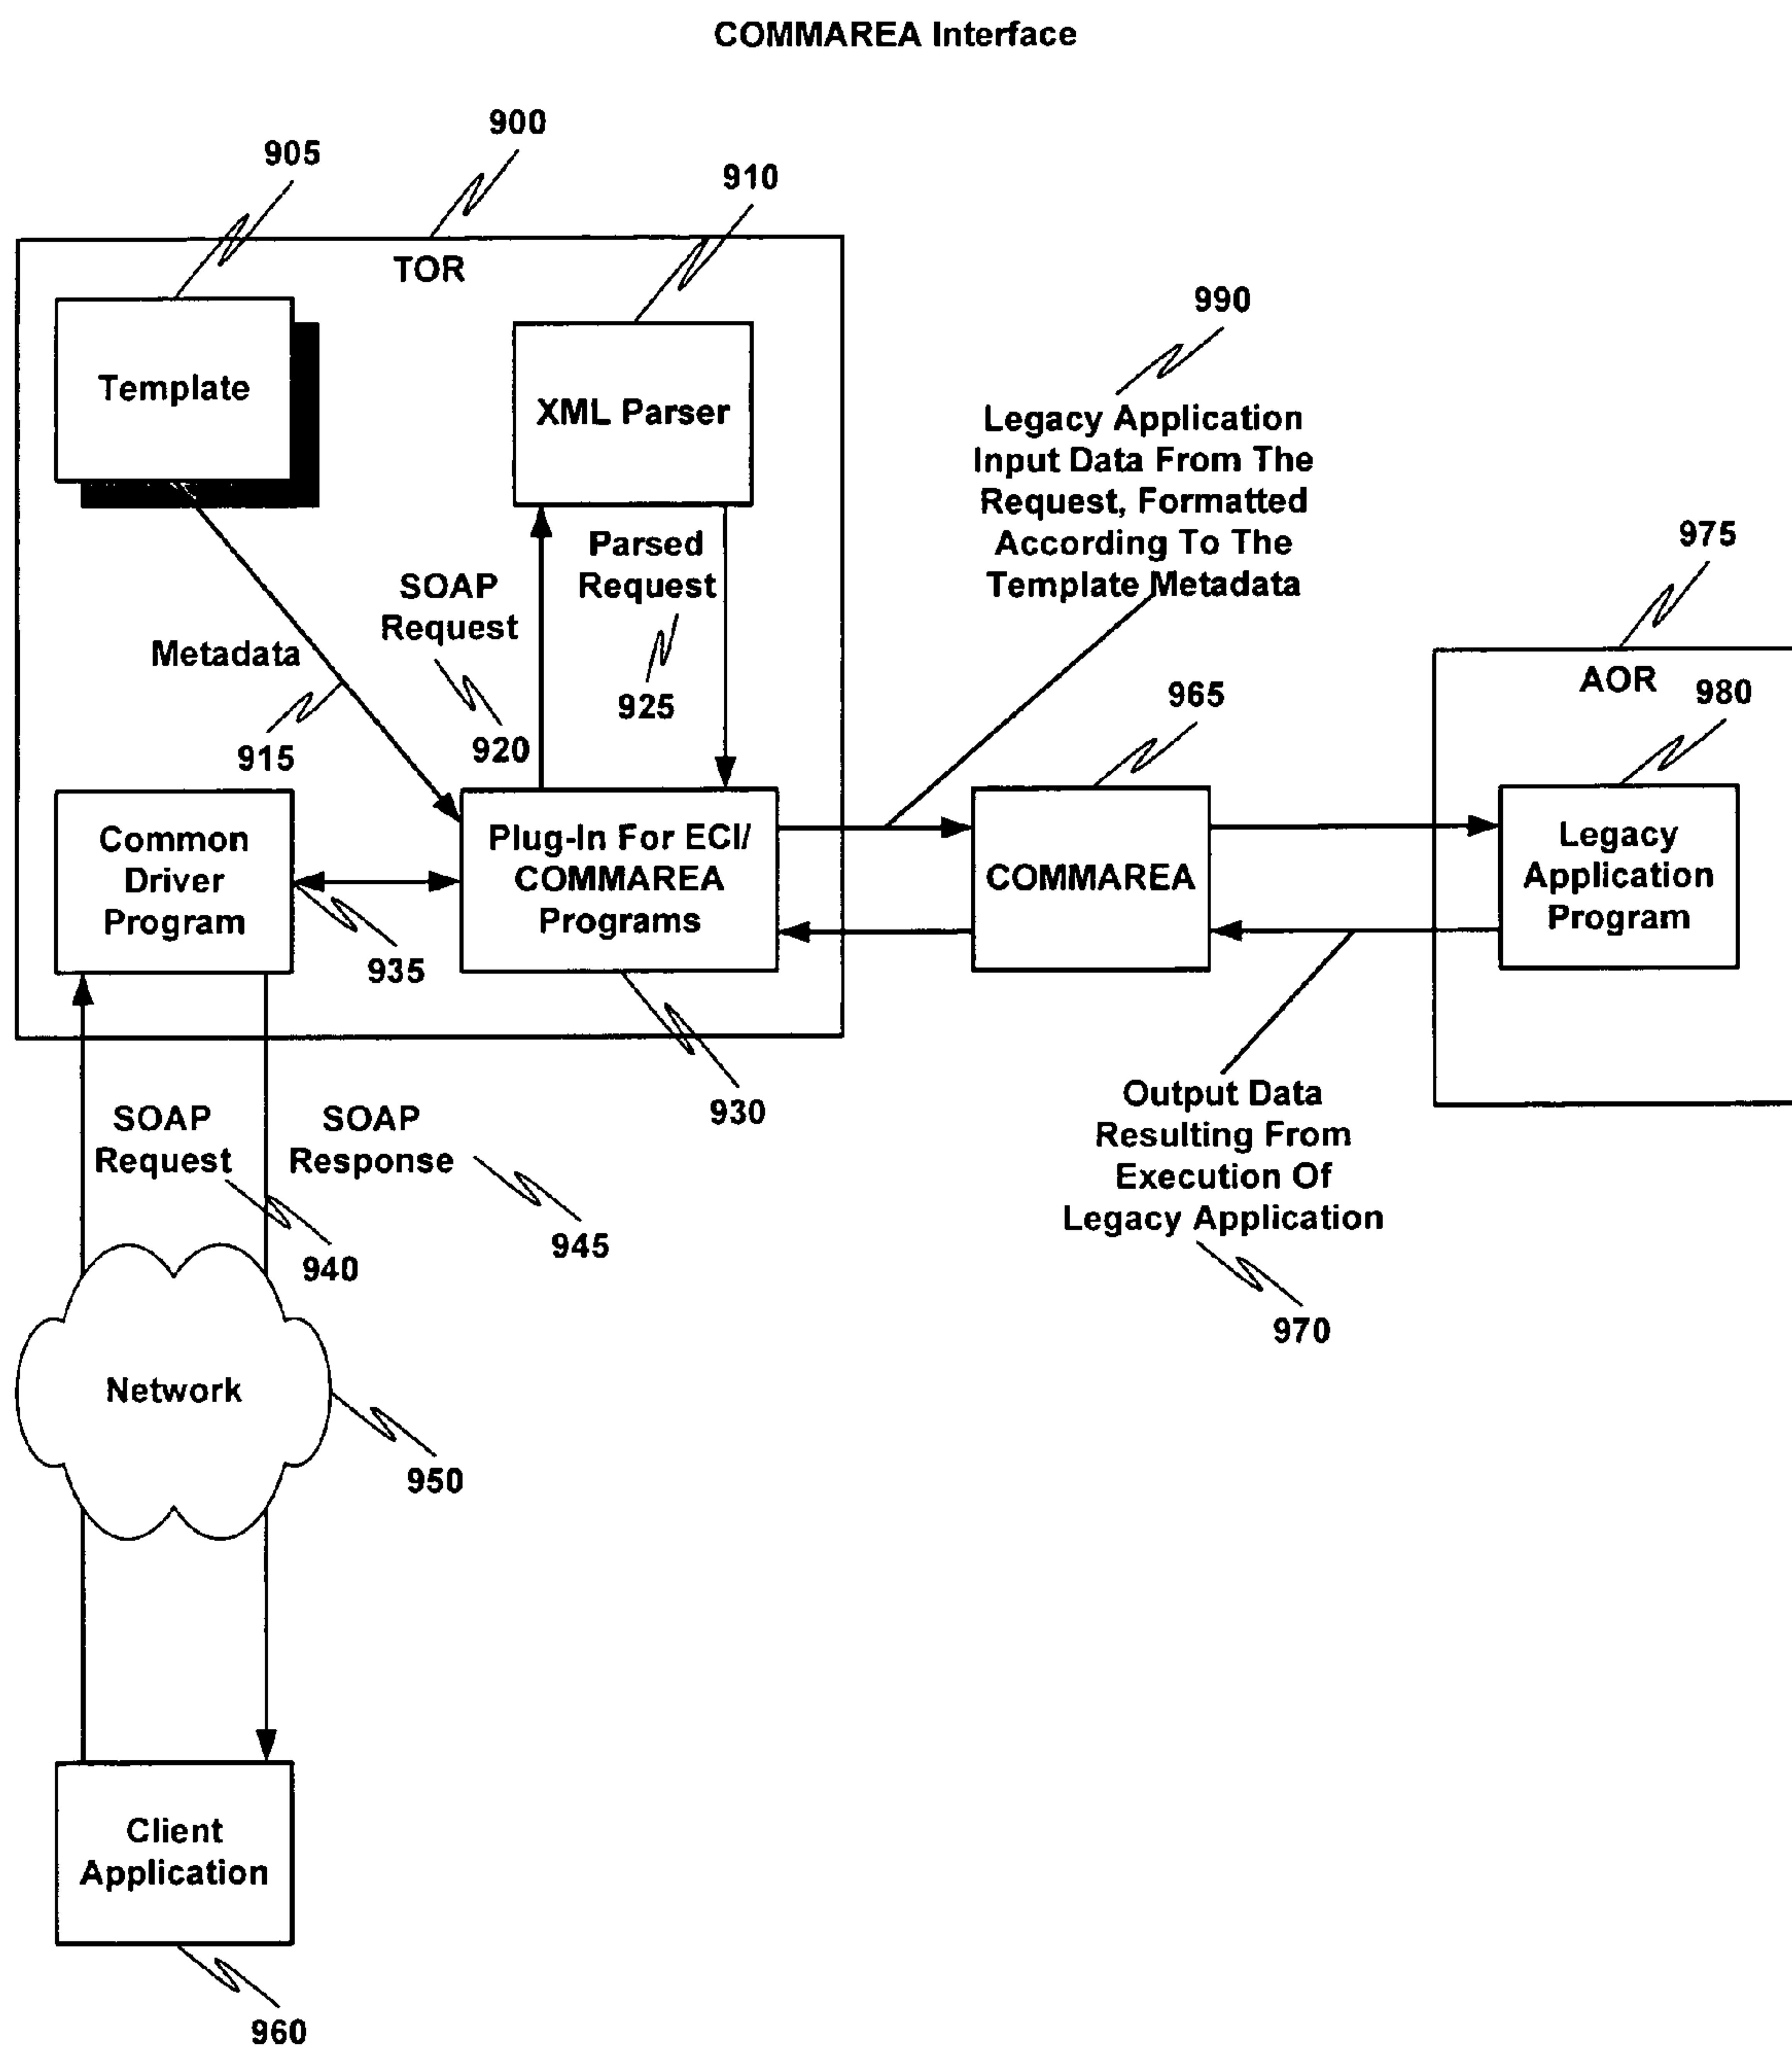 COMMAREA Interface
900
905
910
TOR
990
Template
XML Parser
Legacy Application
Input Data From The
Request, Formatted
According To The
Template Metadata
975
Parsed
Request
SOAP
Request
Metadata
925
915
920
965
AOR
980
Common
Driver
Program
Plug-In For ECI/
COMMAREA
Programs
COMMAREA
Legacy
Application
Program
935
930
SOAP
Request
SOAP
Response
Output Data
Resulting From
Execution Of
Legacy Application
940
945
970
Network
950
Client
Application
960